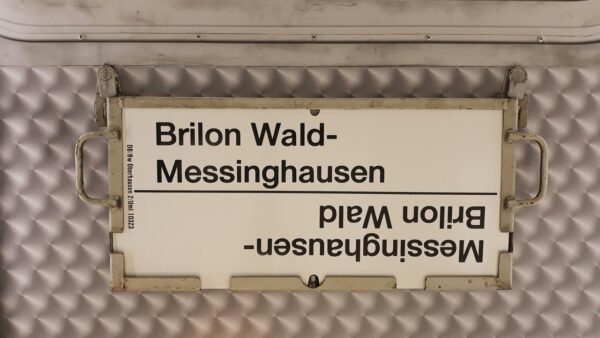 Brilon Wald-
Messinghausen
Messinghausen-
Brilon Wald